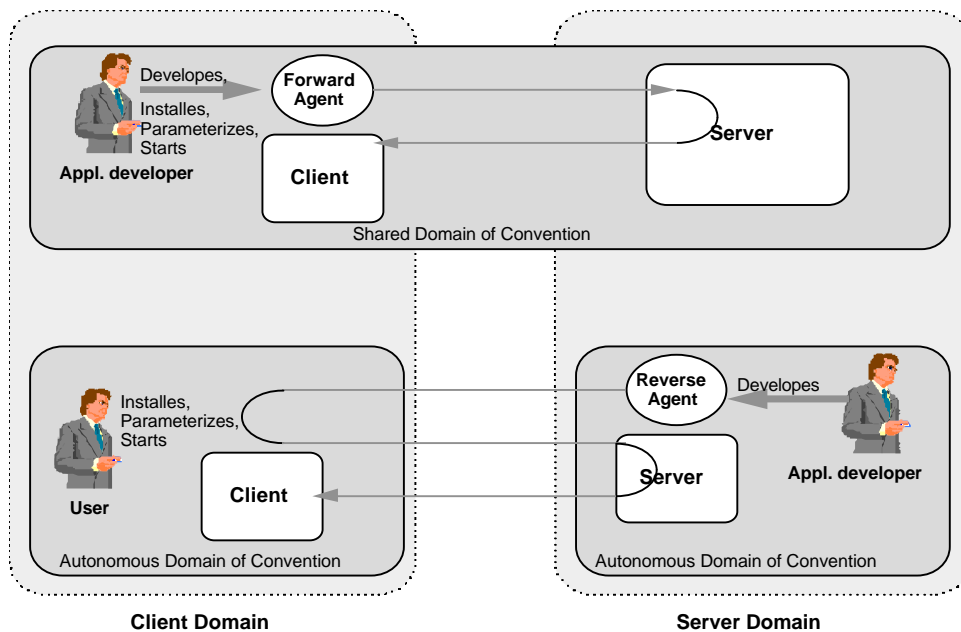 Developes,
Installes,
Parameterizes,
Starts
Appl. developer
Forward
Agent
Client
Server
Shared Domain of Convention
Installes,
Parameterizes,
Starts
User
Client
Autonomous Domain of Convention
Reverse
Agent
Developes
Server
Appl. developer
Autonomous Domain of Convention
Client Domain
Server Domain